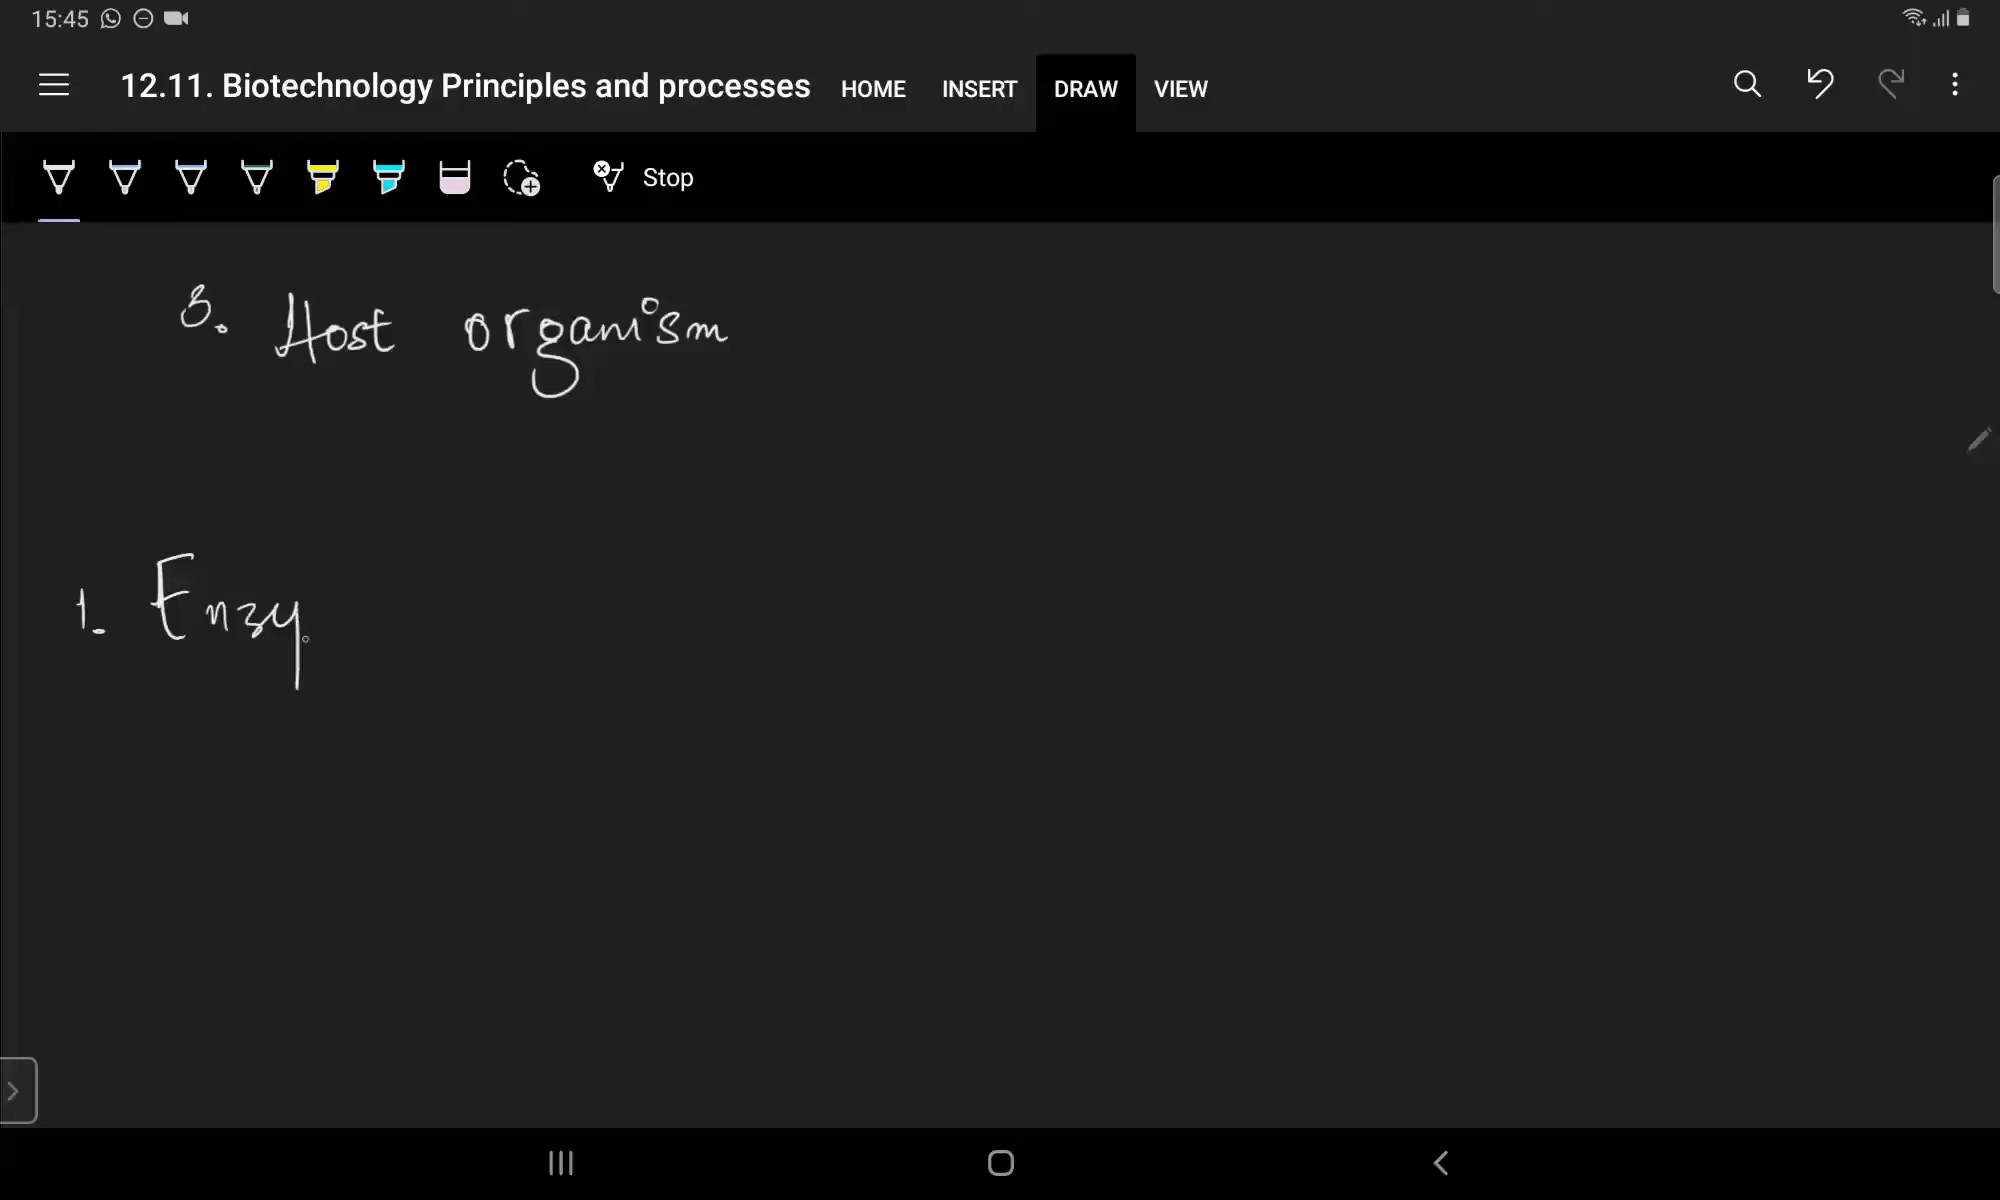 15:45
12.11. Biotechnology Principles and processes HOME INSERT DRAW VIEW
Stop
3. Host organism
1. Enzy